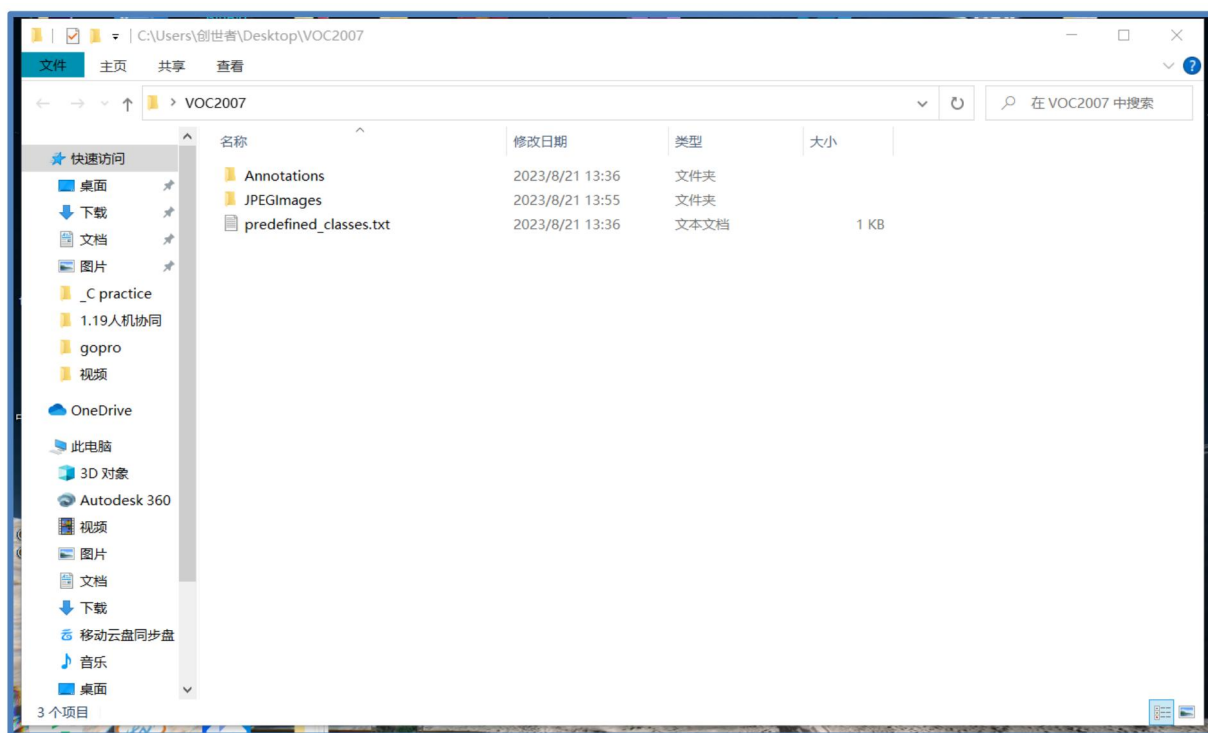 C:\Users\创世者\Desktop\VOC2007
文件 主页 共享 查看
VOC2007
在 VOC2007 中搜索
名称 修改日期 类型 大小
Annotations 2023/8/21 13:36 文件夹
JPEGImages 2023/8/21 13:55 文件夹
predefined_classes.txt 2023/8/21 13:36 文本文档 1 KB
快速访问
桌面
下载
文档
图片
_C practice
1.19人机协同
gopro
视频
OneDrive
此电脑
3D 对象
Autodesk 360
视频
图片
文档
下载
移动云盘同步盘
音乐
桌面
3 个项目